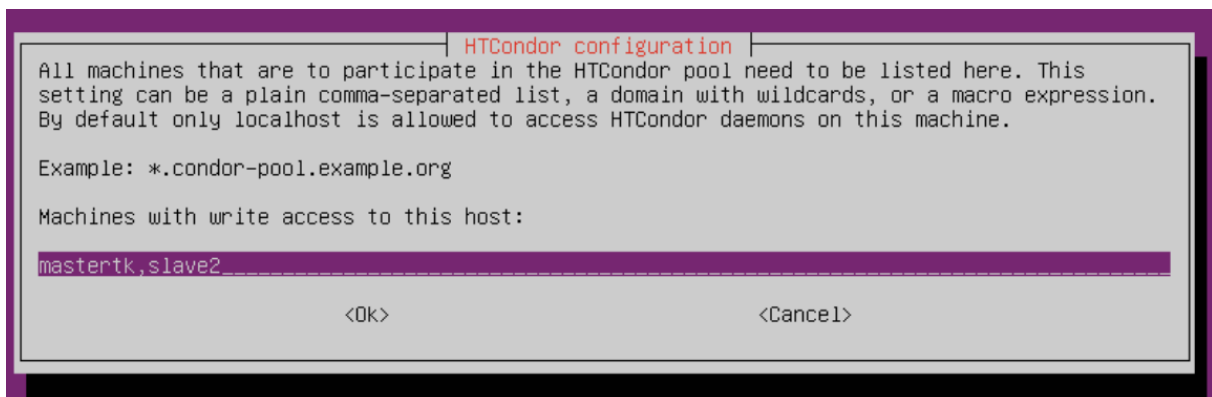 HTCondor configuration
All machines that are to participate in the HTCondor pool need to be listed here. This
setting can be a plain comma-separated list, a domain with wildcards, or a macro expression.
By default only localhost is allowed to access HTCondor daemons on this machine.
Example: *.condor-pool.example.org
Machines with write access to this host:
mastertk,slave2
<Ok> <Cancel>